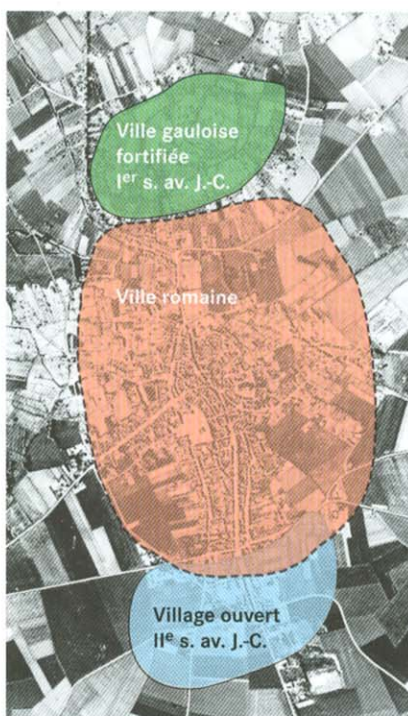 Ville gauloise
fortifiée
Ier s. av. J.-C.
Ville romaine
Village ouvert
IIe s. av. J.-C.